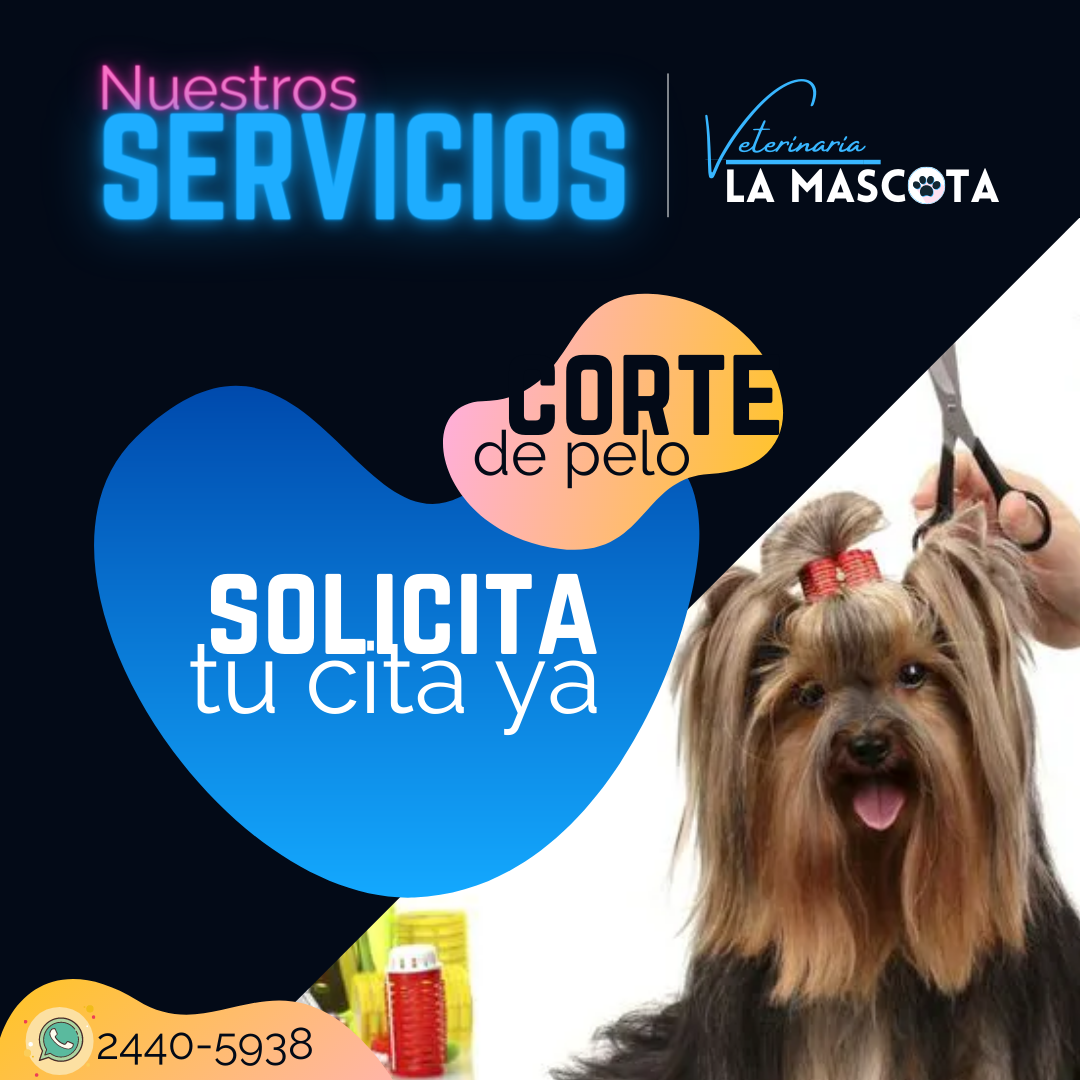 Nuestros
SERVICIOS
Veterinaria
LA MASCOTA
CORTE
de pelo
SOLICITA
tu cita ya
2440-5938